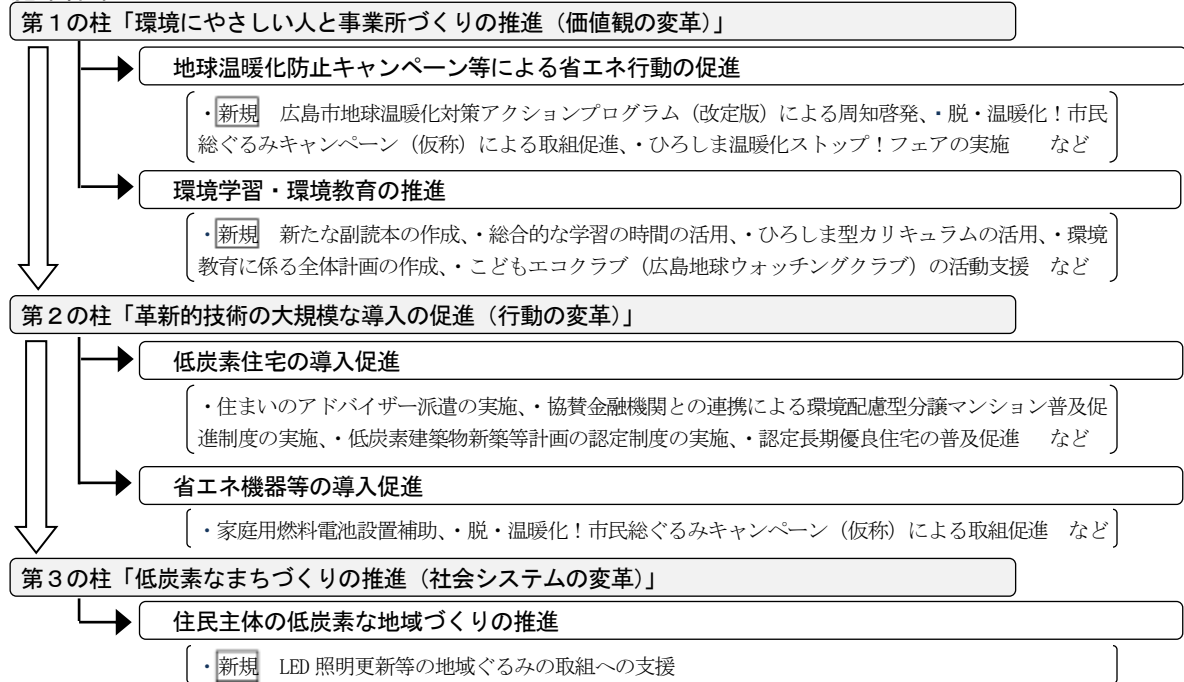 第1の柱「環境にやさしい人と事業所づくりの推進(価値観の変革)」
地球温暖化防止キャンペーン等による省エネ行動の促進
・新規 広島市地球温暖化対策アクションプログラム(改定版)による周知啓発、・脱・温暖化!市民
総ぐるみキャンペーン(仮称)による取組促進、・ひろしま温暖化ストップ!フェアの実施 など
環境学習・環境教育の推進
・新規 新たな副読本の作成、・総合的な学習の時間の活用、・ひろしま型カリキュラムの活用、・環境
教育に係る全体計画の作成、・こどもエコクラブ(広島地球ウォッチングクラブ)の活動支援 など
第2の柱「革新的技術の大規模な導入の促進(行動の変革)」
低炭素住宅の導入促進
・住まいのアドバイザー派遣の実施、・協賛金融機関との連携による環境配慮型分譲マンション普及促
進制度の実施、・低炭素建築物新築等計画の認定制度の実施、・認定長期優良住宅の普及促進 など
省エネ機器等の導入促進
・家庭用燃料電池設置補助、・脱・温暖化!市民総ぐるみキャンペーン(仮称)による取組促進 など
第3の柱「低炭素なまちづくりの推進(社会システムの変革)」
住民主体の低炭素な地域づくりの推進
・新規 LED 照明更新等の地域ぐるみの取組への支援